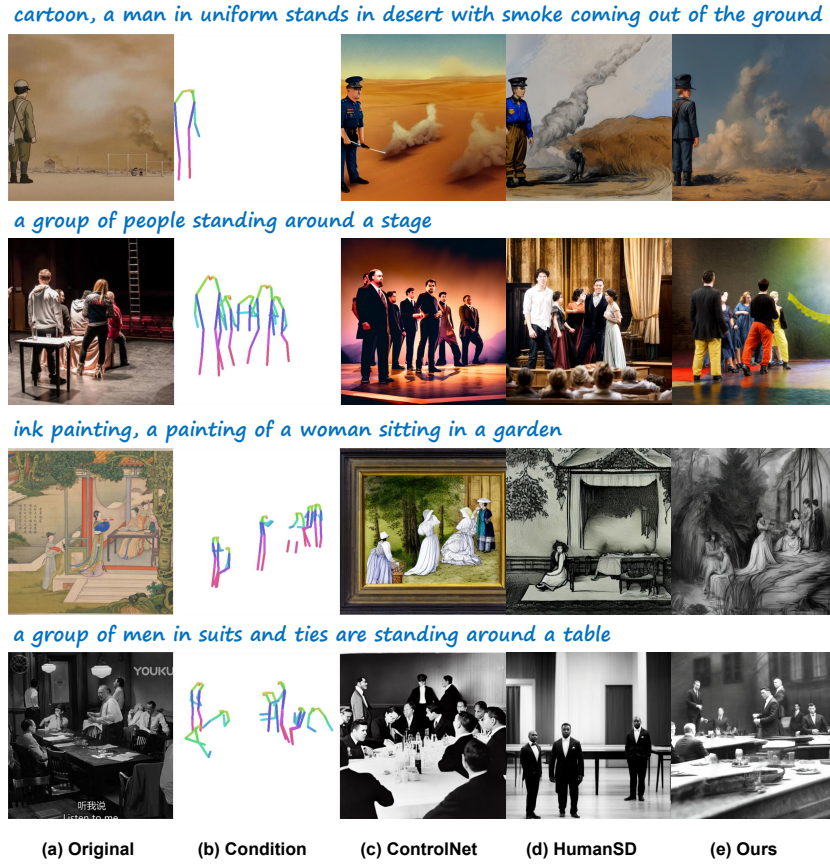 cartoon, a man in uniform stands in desert with smoke coming out of the ground
a group of people standing around a stage
ink painting, a painting of a woman sitting in a garden
a group of men in suits and ties are standing around a table
YOUKU
听我说
Listen to me
(a) Original (b) Condition (c) ControlNet (d) HumanSD (e) Ours